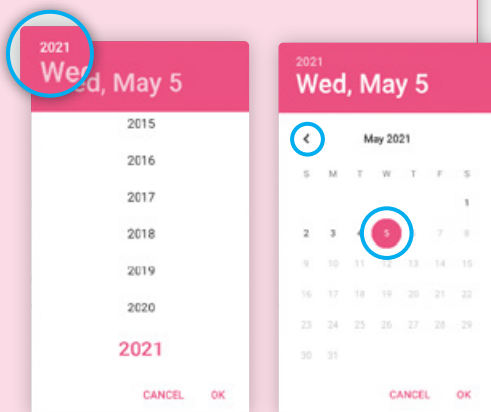 2021
Wed, May 5
2015
2016
2017
2018
2019
2020
2021
CANCEL OK
2021
Wed, May 5
May 2021
S M T W T F S
1
2 3 4 5 7 8
9 10 11 12 13 14 15
16 17 18 19 20 21 22
23 24 25 26 27 28 29
30 31
CANCEL OK